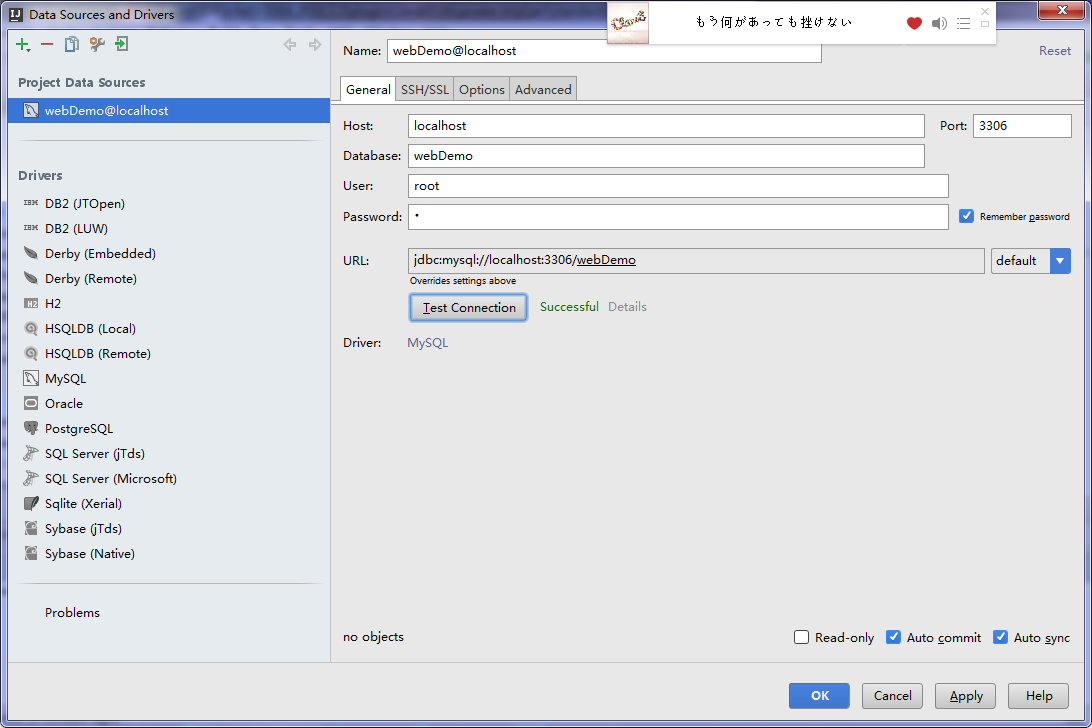 Data Sources and Drivers
もう何があっても挫けない
Project Data Sources
webDemo@localhost
Drivers
IBM DB2 (JTOpen)
IBM DB2 (LUW)
Derby (Embedded)
Derby (Remote)
H2 H2
HSQLDB (Local)
HSQLDB (Remote)
MySQL
Oracle
PostgreSQL
SQL Server (jTds)
SQL Server (Microsoft)
Sqlite (Xerial)
Sybase (jTds)
Sybase (Native)
Problems
Name: webDemo@localhost Reset
General SSH/SSL Options Advanced
Host: localhost Port: 3306
Database: webDemo
User: root
Password: • Remember password
URL: jdbc:mysql://localhost:3306/webDemo default
Overrides settings above
Test Connection Successful Details
Driver: MySQL
no objects Read-only Auto commit Auto sync
OK Cancel Apply Help